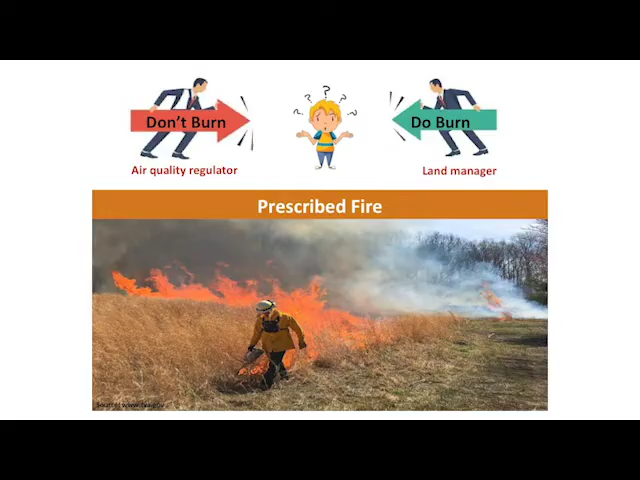 Don't Burn
Do Burn
Air quality regulator
Land manager
Prescribed Fire